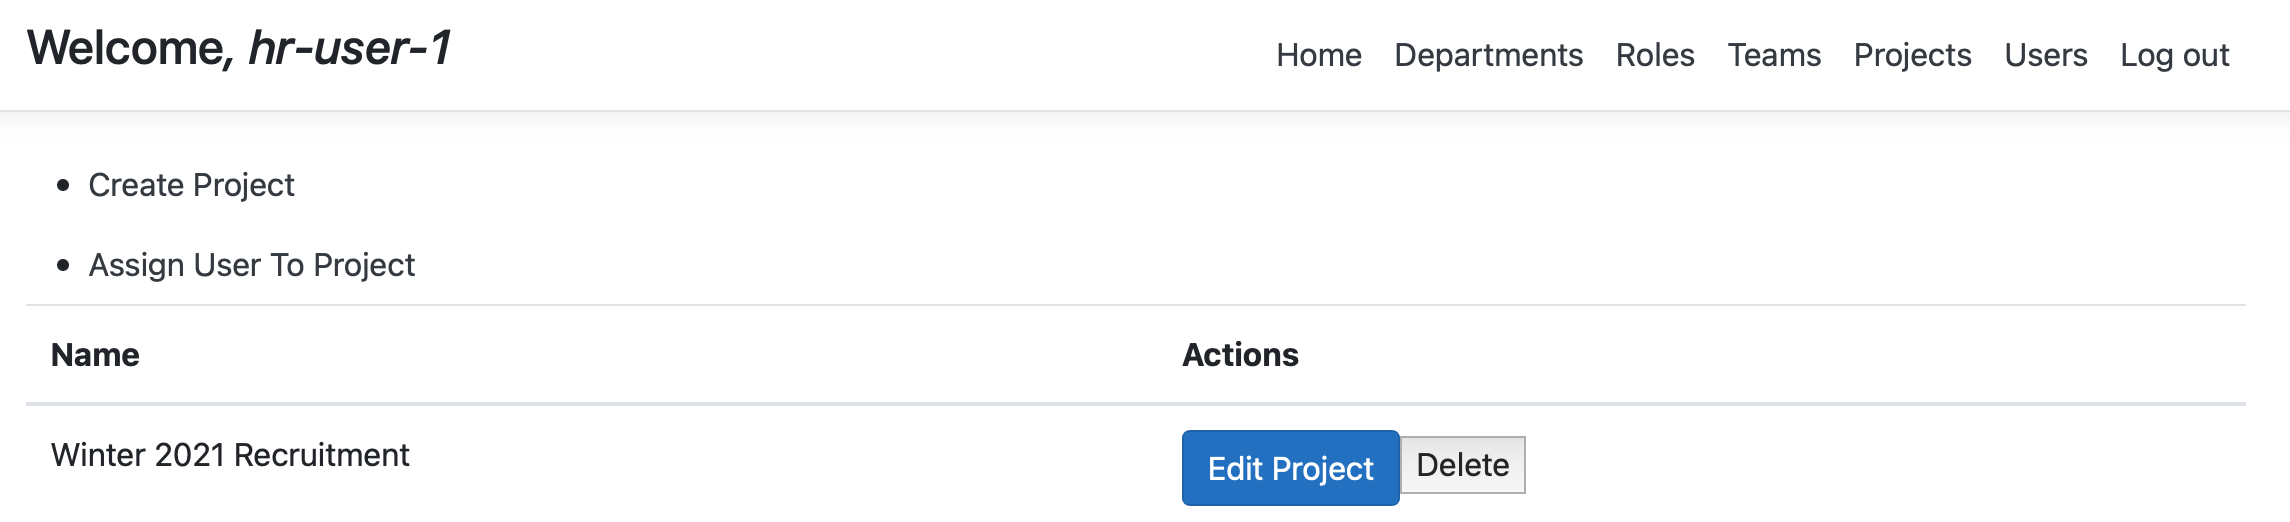 Welcome, hr-user-1
Home Departments Roles Teams Projects Users Log out
Create Project
Assign User To Project
Name Actions
Winter 2021 Recruitment Edit Project Delete